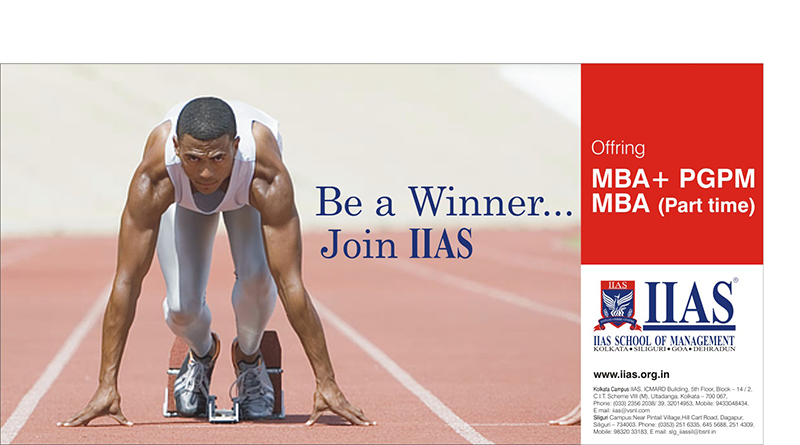 Be a Winner...
Join IIAS
Offring
MBA+ PGPM
MBA (Part time)
IIAS
IIAS®
IIAS SCHOOL OF MANAGEMENT
KOLKATA • SILIGURI • GOA • DEHRADUN
www.iias.org.in
Kolkata Campus IIAS, ICMARD Building, 5th Floor, Block – 14 / 2,
C.I.T. Scheme VIII (M), Ultadanga, Kolkata – 700 067,
Phone: (033) 2356 2038/ 39, 32014953, Mobile: 9433048434,
E mail: iias@vsnl.com
Siliguri Campus.Near Pintail Village,Hill Cart Road, Dagapur,
Siliguri – 734003. Phone: (0353) 251 6335, 645 5688, 251 4309,
Mobile: 98320 33183, E mail: slg_iiassil@bsnl.in